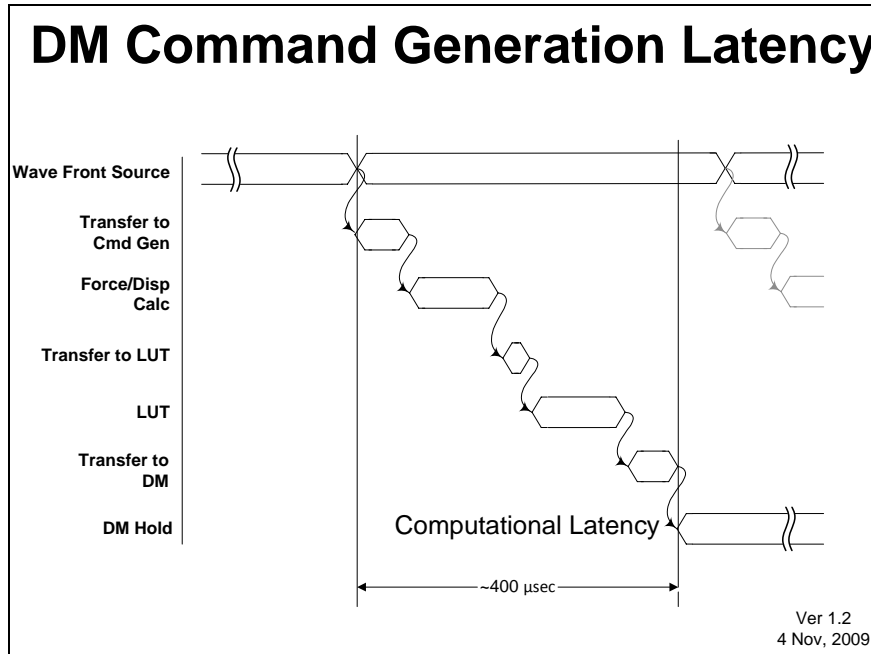 DM Command Generation Latency
Wave Front Source
Transfer to
Cmd Gen
Force/Disp
Calc
Transfer to LUT
LUT
Transfer to
DM
DM Hold
Computational Latency
~400 µsec
Ver 1.2
4 Nov, 2009